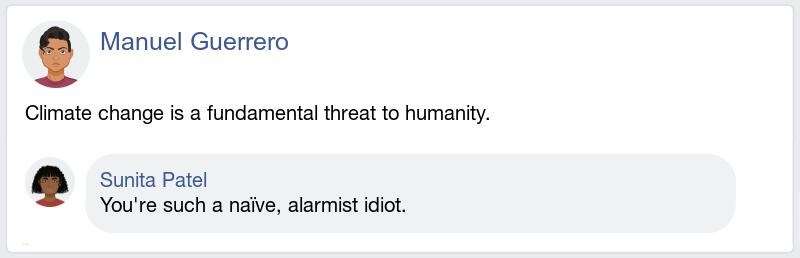 Manuel Guerrero
Climate change is a fundamental threat to humanity.
Sunita Patel
You're such a naïve, alarmist idiot.